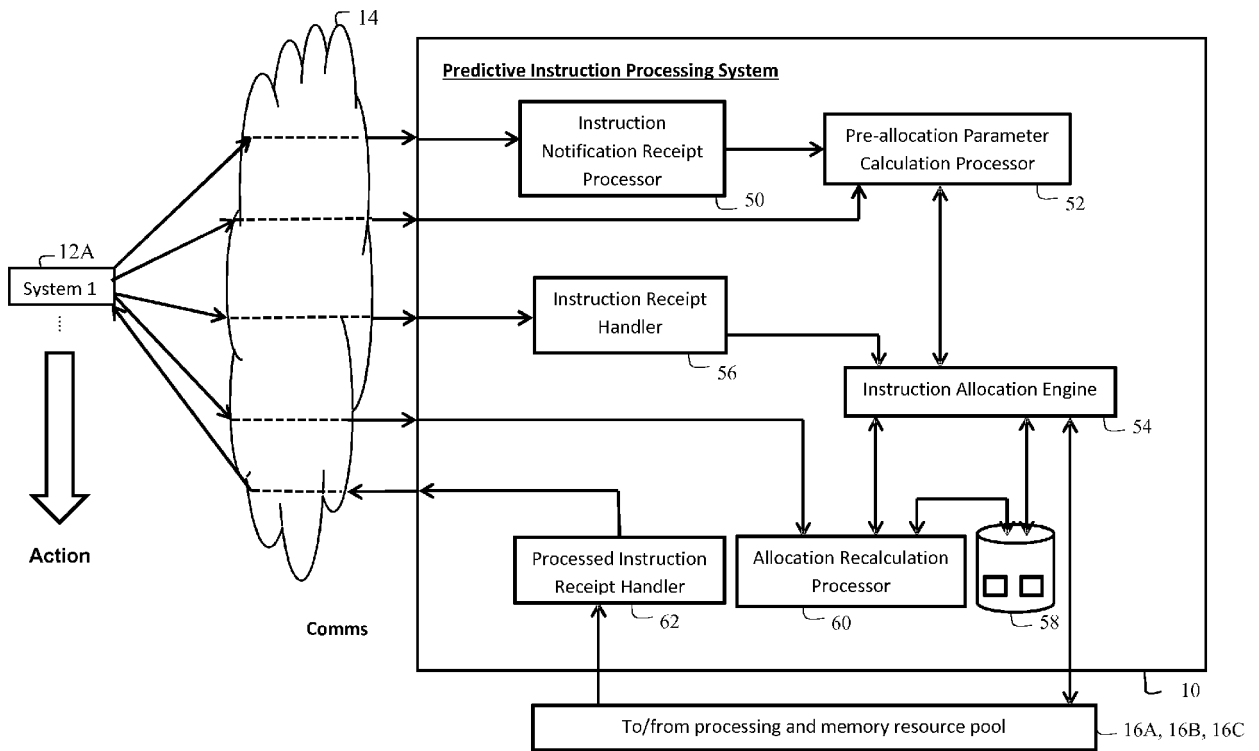 14
Predictive Instruction Processing System
Instruction
Notification Receipt
Processor
50
Pre-allocation Parameter
Calculation Processor
52
12A
System 1
Instruction Receipt
Handler
56
Instruction Allocation Engine
54
Action
Processed Instruction
Receipt Handler
62
Allocation Recalculation
Processor
60
58
Comms
10
To/from processing and memory resource pool
16A, 16B, 16C